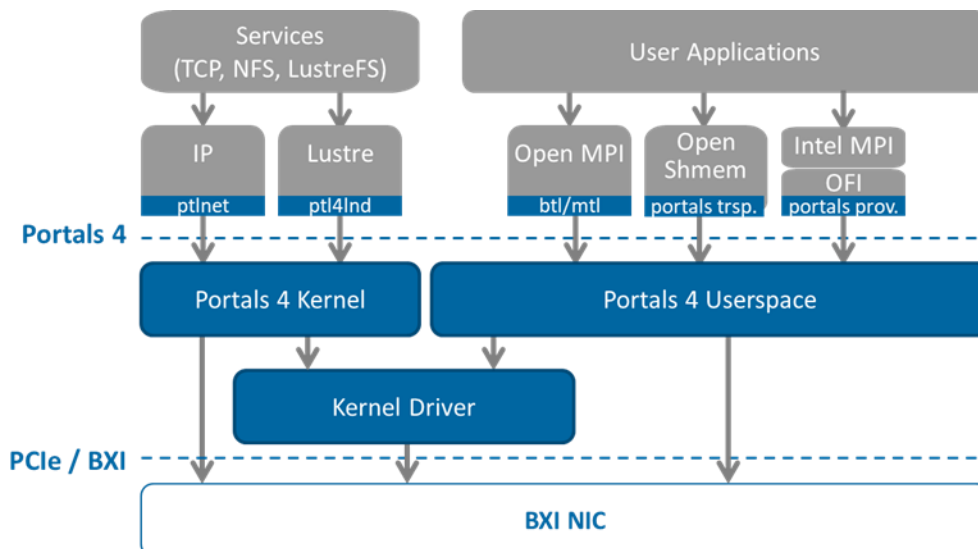 Services
(TCP, NFS, LustreFS)
User Applications
IP
ptlnet
Lustre
ptl4lnd
Open MPI
btl/mtl
Open
Shmem
portals trsp.
Intel MPI
OFI
portals prov.
Portals 4
Portals 4 Kernel
Portals 4 Userspace
Kernel Driver
PCIe / BXI
BXI NIC